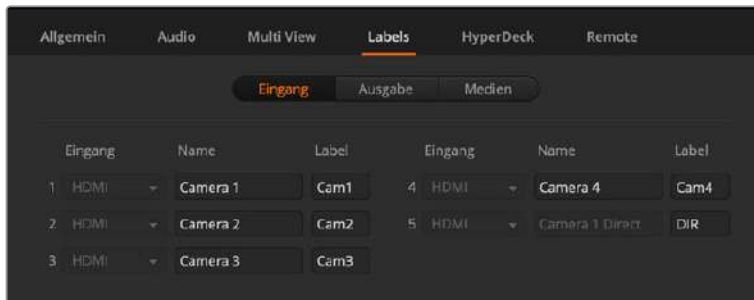 Allgemein Audio Multi View Labels HyperDeck Remote
Eingang Ausgabe Medien
Eingang Name Label Eingang Name Label
1 HDMI Camera 1 Cam1 4 HDMI Camera 4 Cam4
2 HDMI Camera 2 Cam2 5 HDMI Camera 1 Direct DIR
3 HDMI Camera 3 Cam3